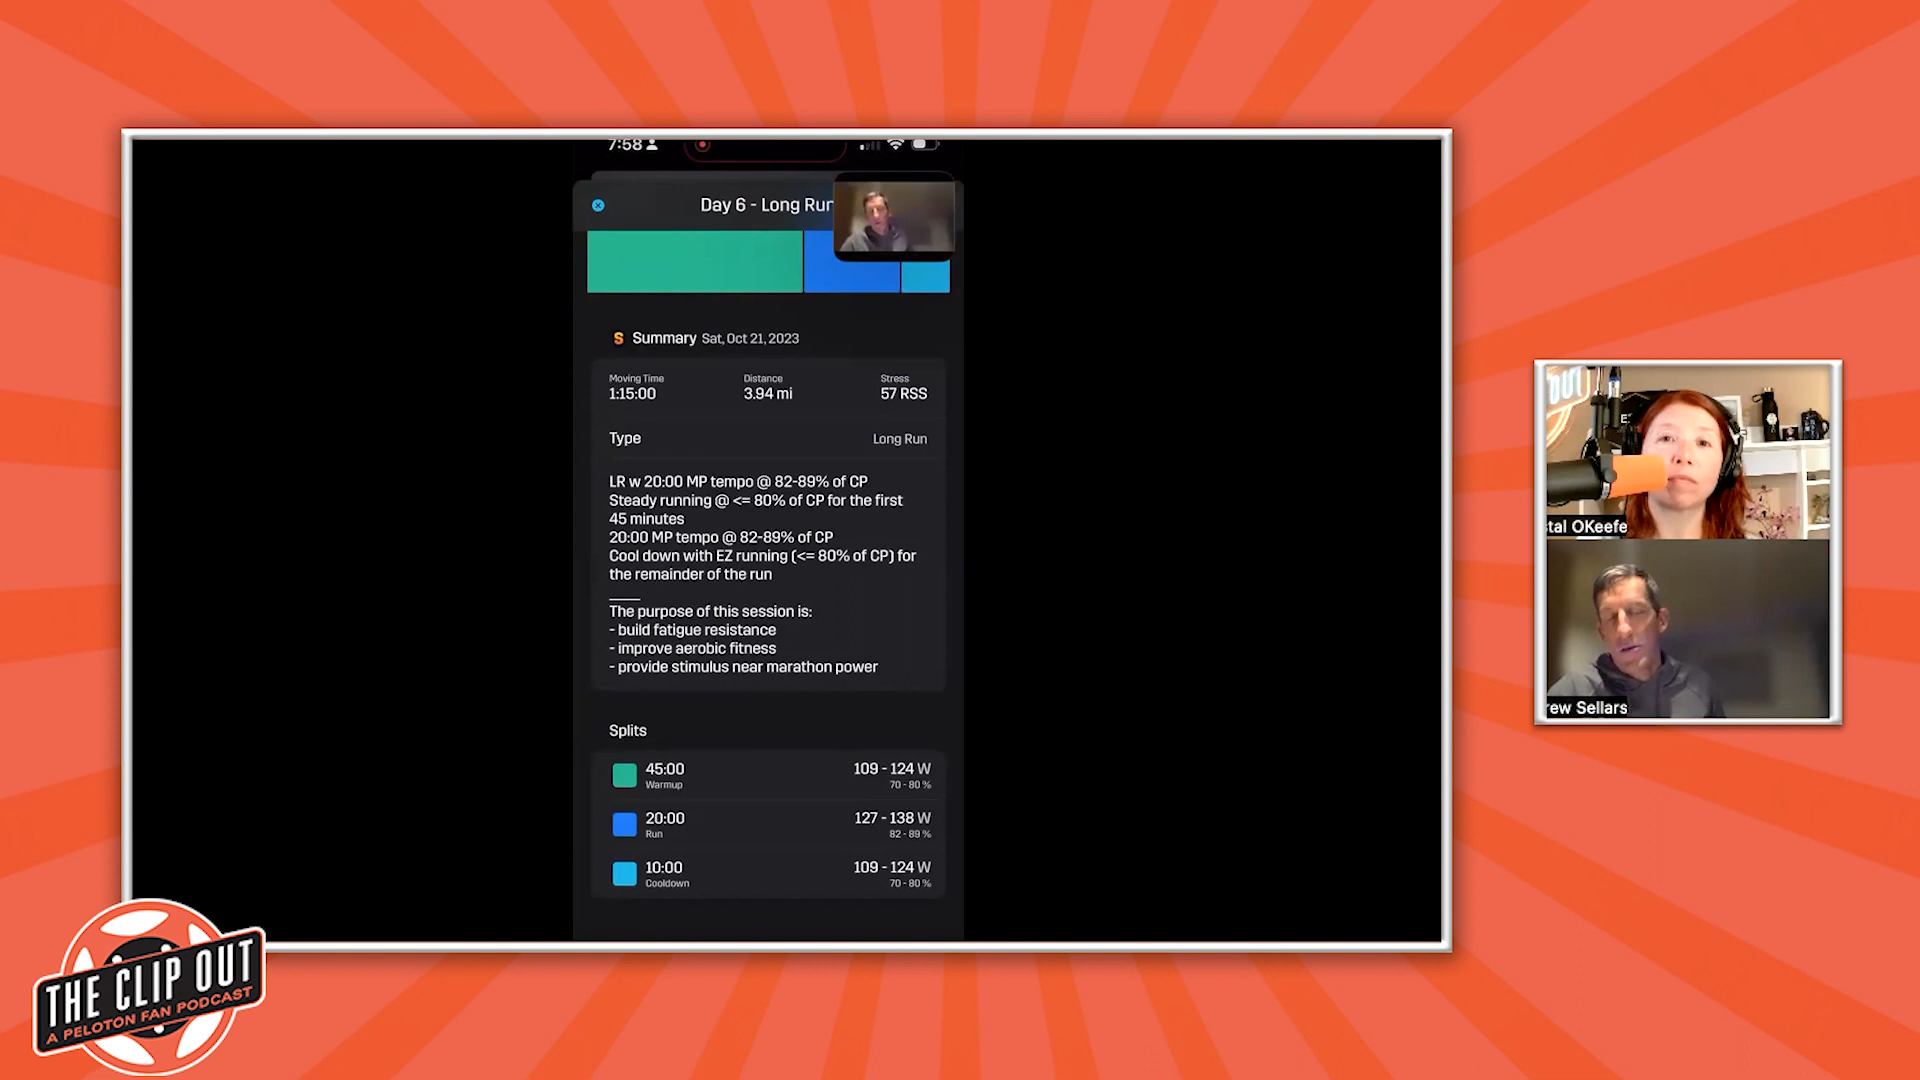 7:58
Day 6 - Long Run
S Summary Sat, Oct 21, 2023
Moving Time
1:15:00
Distance
3.94 mi
Stress
57 RSS
Type
Long Run
LR w 20:00 MP tempo @ 82-89% of CP
Steady running @ <= 80% of CP for the first
45 minutes
20:00 MP tempo @ 82-89% of CP
Cool down with EZ running (<= 80% of CP) for
the remainder of the run
____
The purpose of this session is:
- build fatigue resistance
- improve aerobic fitness
- provide stimulus near marathon power
Splits
45:00
Warmup
109 - 124 W
70 - 80 %
20:00
Run
127 - 138 W
82 - 89 %
10:00
Cooldown
109 - 124 W
70 - 80 %
OUT
tal OKeefe
rew Sellars
THE CLIP OUT
A PELOTON FAN PODCAST